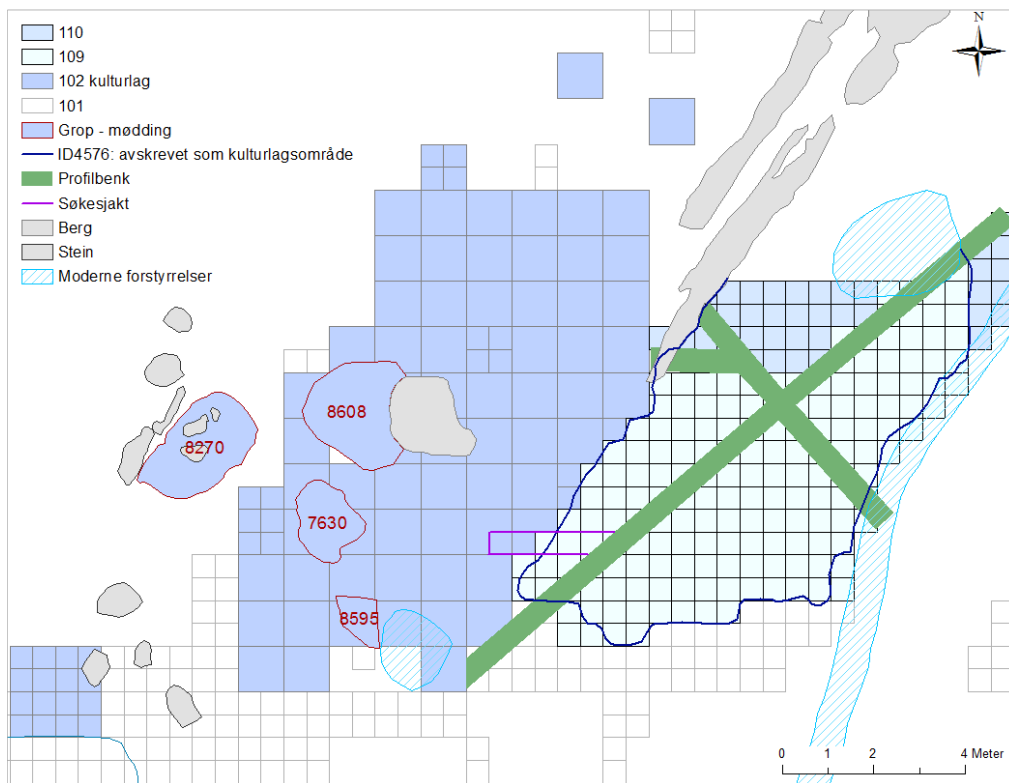 110
109
102 kulturlag
101
Grop - mødding
ID4576: avskrevet som kulturlagsområde
Profilbenk
Søkesjakt
Berg
Stein
Moderne forstyrrelser
N
8608
8270
7630
8595
0 1 2 4 Meter